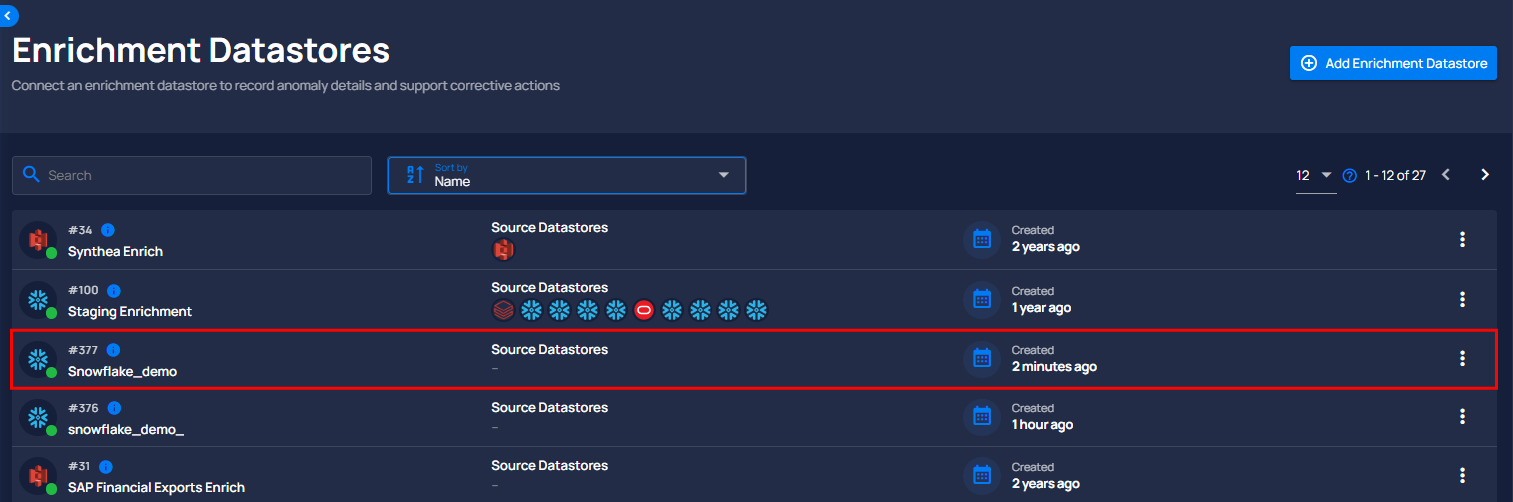 Enrichment Datastores
Connect an enrichment datastore to record anomaly details and support corrective actions
Add Enrichment Datastore
Search
A Z Sort by
Name
12 1 - 12 of 27
#34 Source Datastores Created
Synthea Enrich 2 years ago
#100 Source Datastores Created
Staging Enrichment 1 year ago
#377 Source Datastores Created
Snowflake_demo – 2 minutes ago
#376 Source Datastores Created
snowflake_demo_ – 1 hour ago
#31 Source Datastores Created
SAP Financial Exports Enrich – 2 years ago